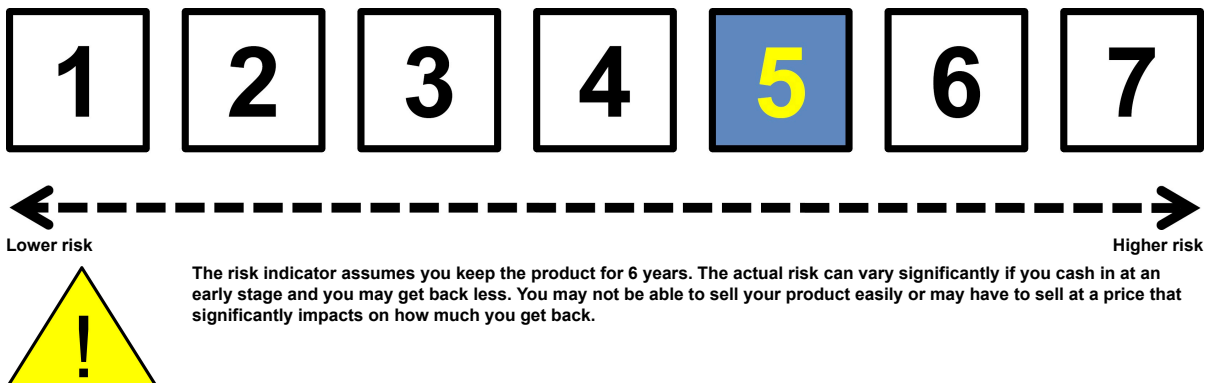 1 2 3 4 5 6 7
Lower risk Higher risk
The risk indicator assumes you keep the product for 6 years. The actual risk can vary significantly if you cash in at an
early stage and you may get back less. You may not be able to sell your product easily or may have to sell at a price that
significantly impacts on how much you get back.
!